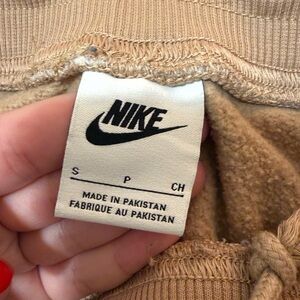 NIKE
S P CH
MADE IN PAKISTAN
FABRIQUE AU PAKISTAN